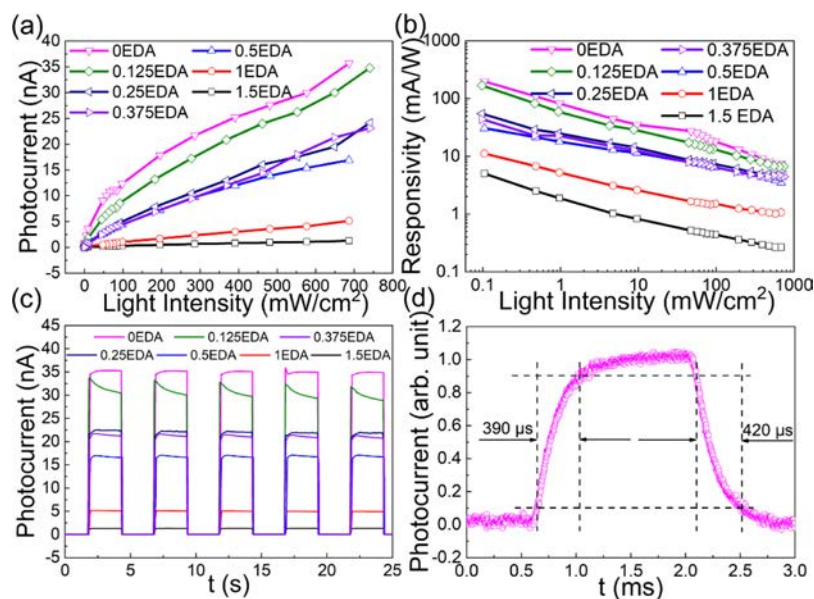 (a)
40
35
30
25
20
15
10
5
0
5
0EDA
0.5EDA
0.125EDA
1EDA
0.25EDA
1.5EDA
0.375EDA
Photocurrent (nA)
0 100 200 300 400 500 600 700 800
Light Intensity (mW/cm²)
(b)
1000
100
10
1
0.1
0EDA
0.375EDA
0.125EDA
0.5EDA
0.25EDA
1EDA
1.5 EDA
Responsivity (mA/W)
0.1 1 10 100 1000
Light Intensity (mW/cm²)
(c)
45
40
35
30
25
20
15
10
5
0
5
0EDA 0.125EDA 0.375EDA
0.25EDA 0.5EDA 1EDA 1.5EDA
Photocurrent (nA)
0 5 10 15 20 25
t (s)
(d)
1.2
1.0
0.8
0.6
0.4
0.2
0.0
-0.2
Photocurrent (arb. unit)
390 μs
420 μs
0.0 0.5 1.0 1.5 2.0 2.5 3.0
t (ms)